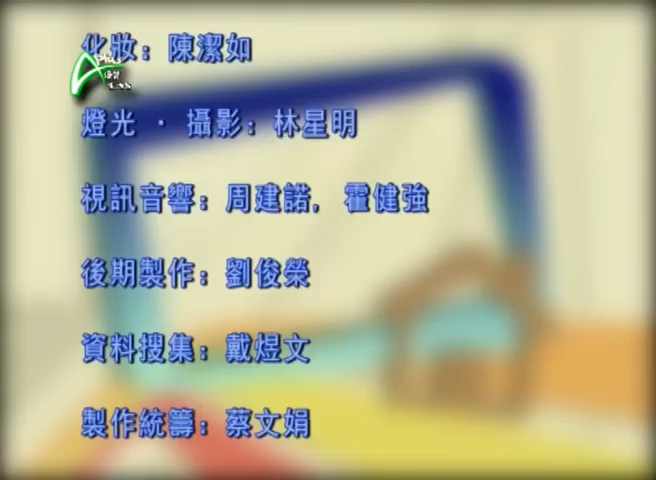 化妝：陳潔如
Aplus
燈光 · 攝影：林星明
視訊音響：周建諾, 霍健強
後期製作：劉俊榮
資料搜集：戴煜文
製作統籌：蔡文娟